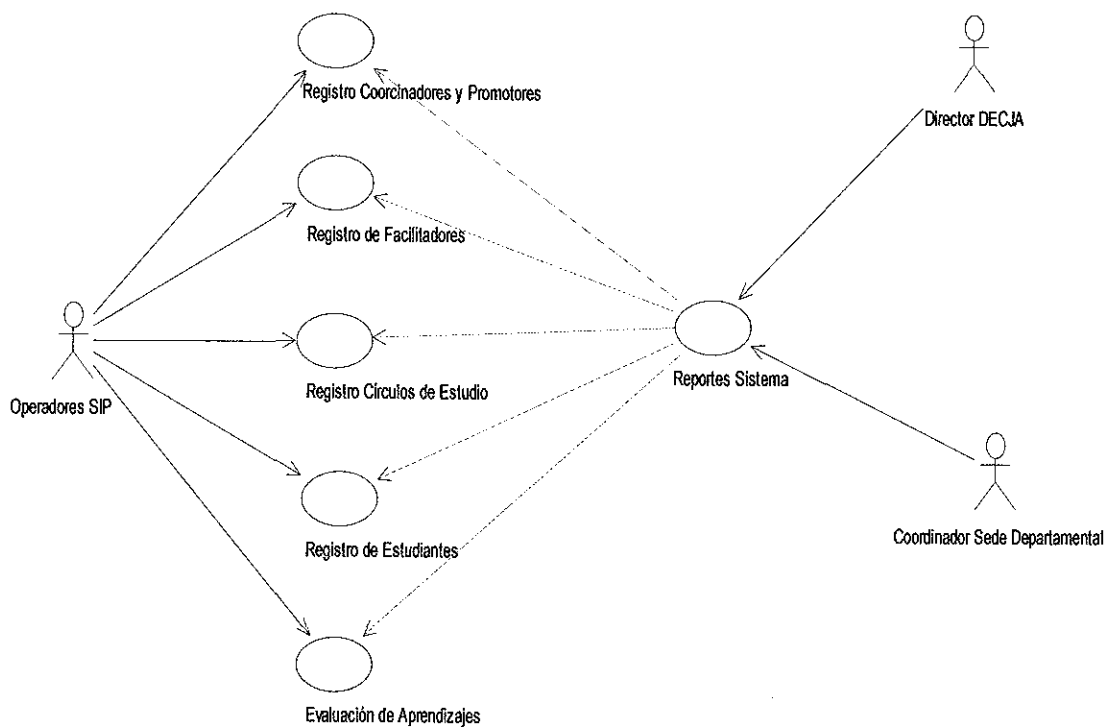 Registro Coorcinadores y Promotores
Director DECJA
Registro de Facilitadores
Operadores SIP
Registro Círculos de Estudio
Reportes Sistema
Registro de Estudiantes
Coordinador Sede Departamental
Evaluación de Aprendizajes